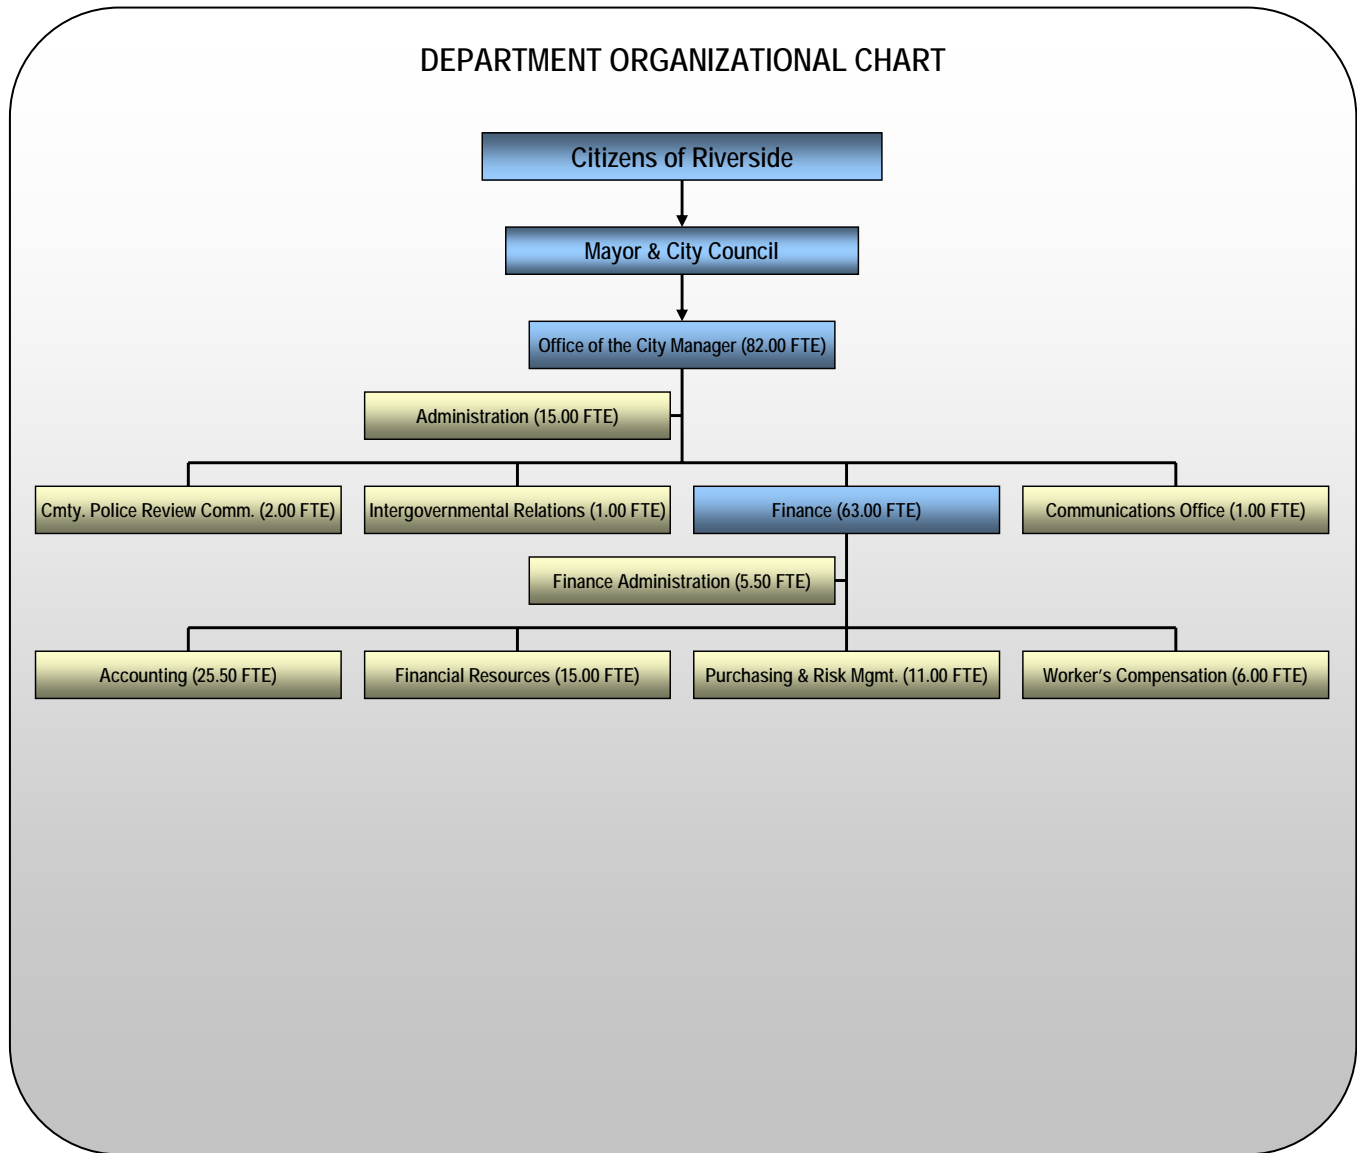 DEPARTMENT ORGANIZATIONAL CHART
Citizens of Riverside
Mayor & City Council
Office of the City Manager (82.00 FTE)
Administration (15.00 FTE)
Cmty. Police Review Comm. (2.00 FTE)
Intergovernmental Relations (1.00 FTE)
Finance (63.00 FTE)
Communications Office (1.00 FTE)
Finance Administration (5.50 FTE)
Accounting (25.50 FTE)
Financial Resources (15.00 FTE)
Purchasing & Risk Mgmt. (11.00 FTE)
Worker's Compensation (6.00 FTE)